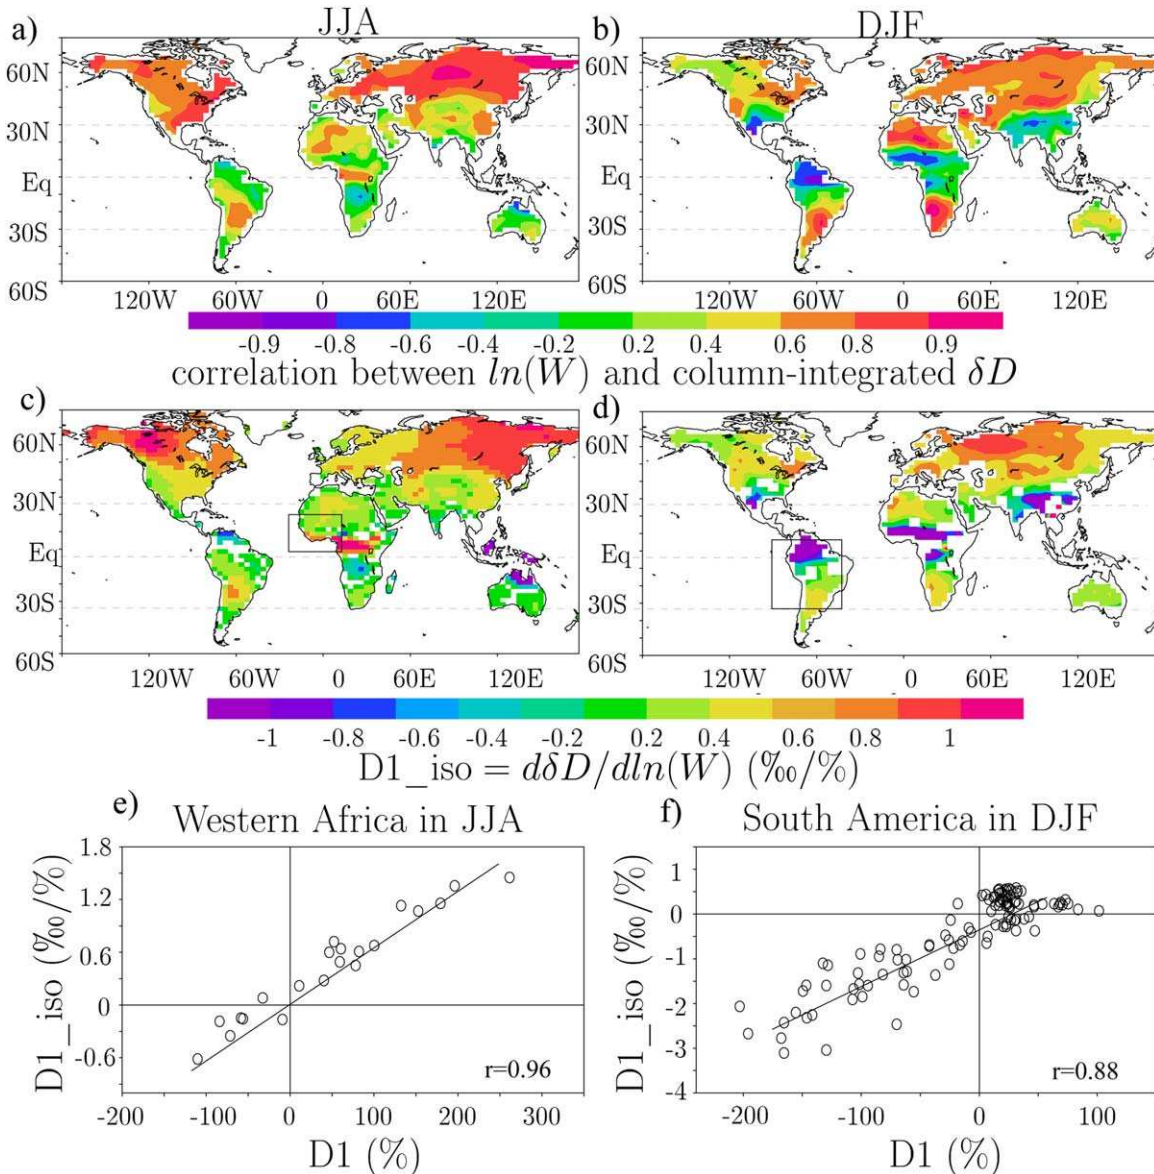 a) JJA b) DJF
60N 60N
30N 30N
Eq Eq
30S 30S
60S 60S
120W 60W 0 60E 120E 120W 60W 0 60E 120E
-0.9 -0.8 -0.6 -0.4 -0.2 0.2 0.4 0.6 0.8 0.9
correlation between ln(W) and column-integrated δD
c) d)
60N 60N
30N 30N
Eq Eq
30S 30S
60S 60S
120W 60W 0 60E 120E 120W 60W 0 60E 120E
-1 -0.8 -0.6 -0.4 -0.2 0.2 0.4 0.6 0.8 1
D1_iso = dδD/dln(W) (‰/%)
e) Western Africa in JJA
D1_iso (‰/%)
1.8
1.2
0.6
0
-0.6
r=0.96
-200 -100 0 100 200 300
D1 (%)
f) South America in DJF
D1_iso (‰/%)
1
0
-1
-2
-3
-4
r=0.88
-200 -100 0 100
D1 (%)